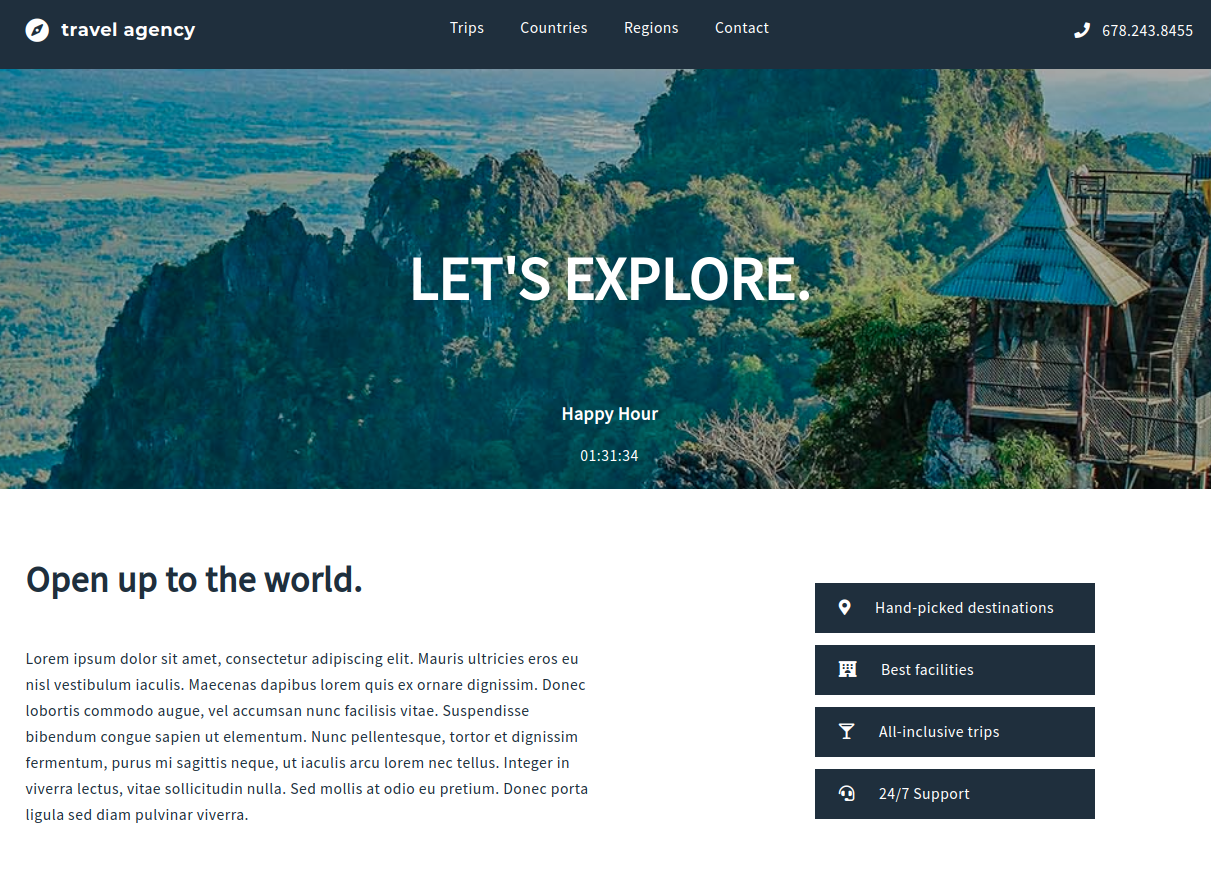 travel agency
Trips
Countries
Regions
Contact
678.243.8455
LET'S EXPLORE.
Happy Hour
01:31:34
Open up to the world.
Lorem ipsum dolor sit amet, consectetur adipiscing elit. Mauris ultricies eros eu
nisl vestibulum iaculis. Maecenas dapibus lorem quis ex ornare dignissim. Donec
lobortis commodo augue, vel accumsan nunc facilisis vitae. Suspendisse
bibendum congue sapien ut elementum. Nunc pellentesque, tortor et dignissim
fermentum, purus mi sagittis neque, ut iaculis arcu lorem nec tellus. Integer in
viverra lectus, vitae sollicitudin nulla. Sed mollis at odio eu pretium. Donec porta
ligula sed diam pulvinar viverra.
Hand-picked destinations
Best facilities
All-inclusive trips
24/7 Support